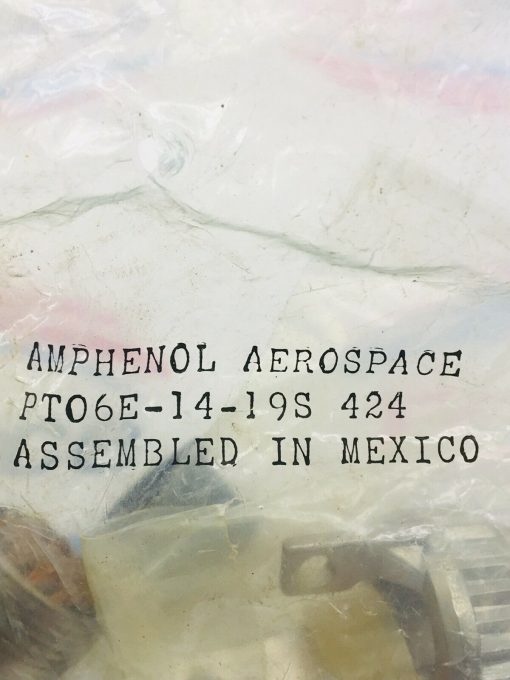 AMPHENOL AEROSPACE
PT06E-14-19S 424
ASSEMBLED IN MEXICO